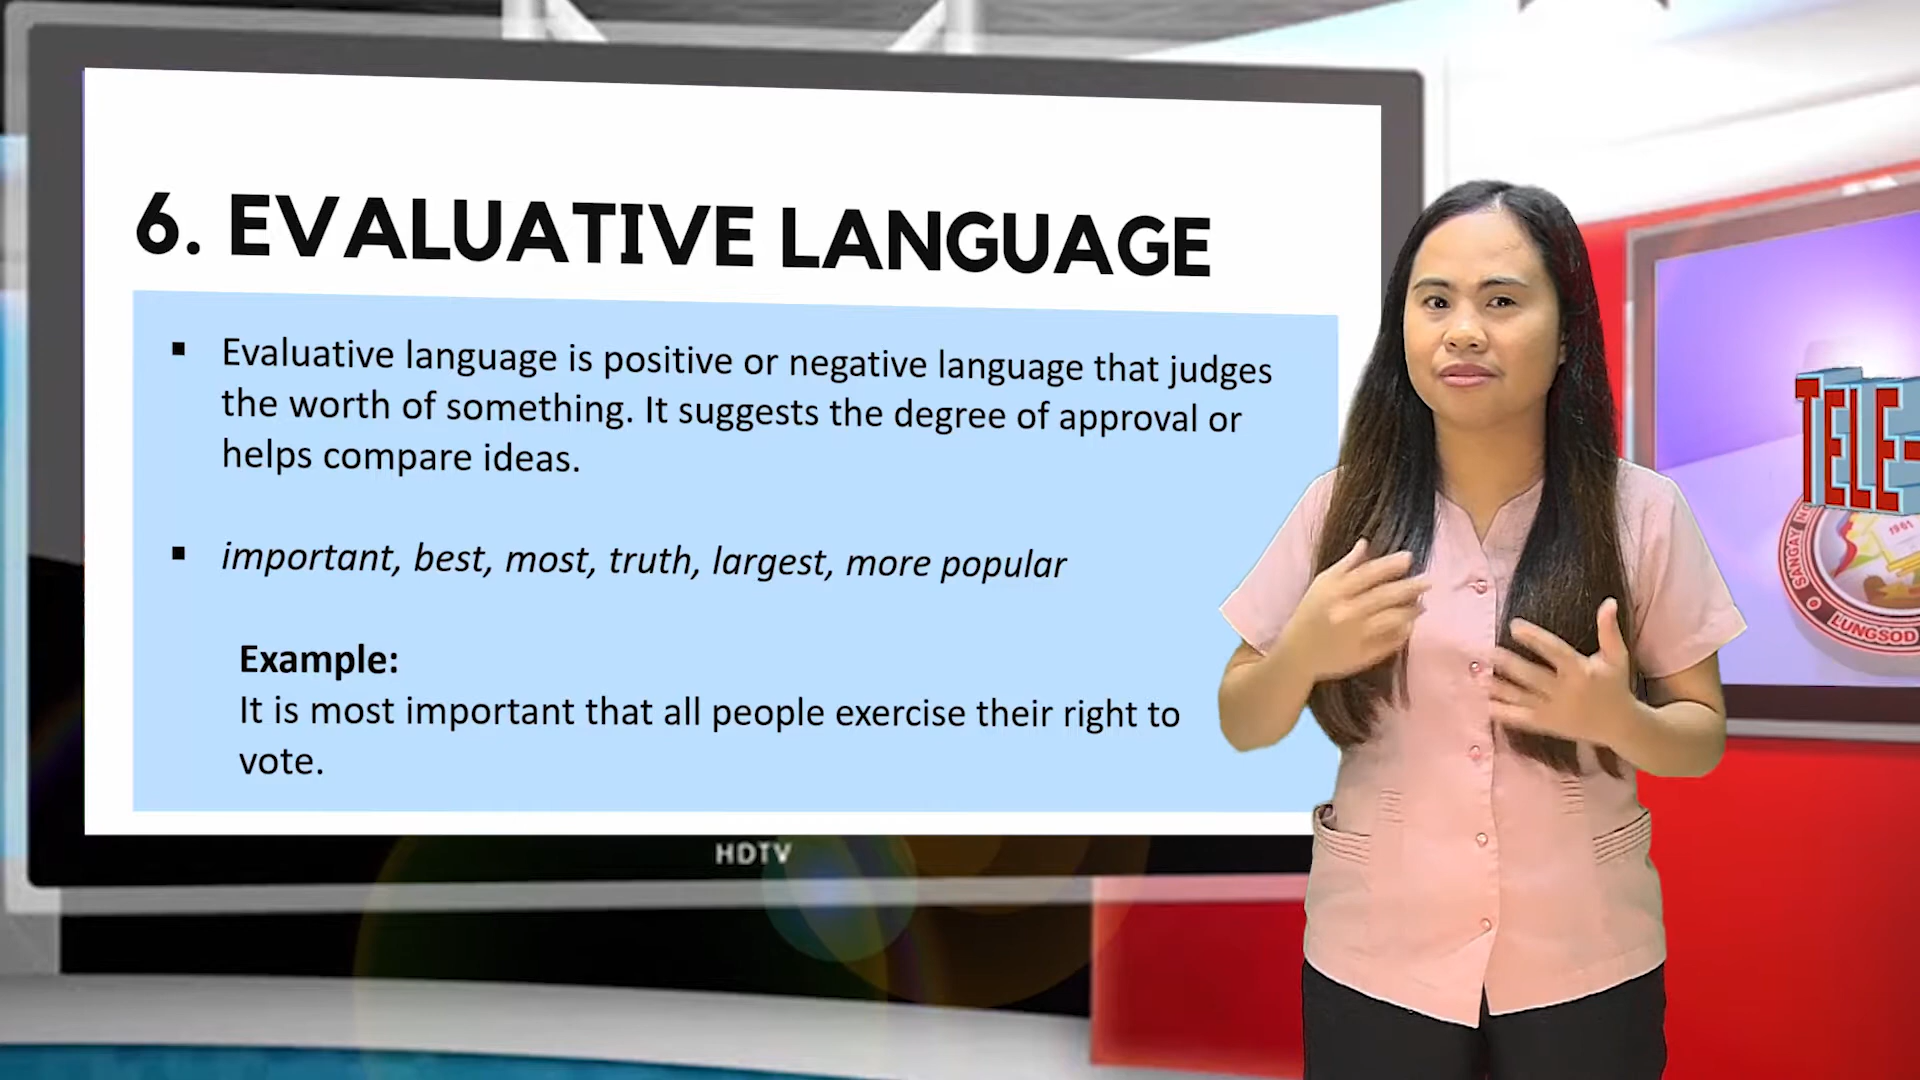 6. EVALUATIVE LANGUAGE
▪ Evaluative language is positive or negative language that judges
the worth of something. It suggests the degree of approval or
helps compare ideas.
▪ important, best, most, truth, largest, more popular
Example:
It is most important that all people exercise their right to
vote.
HDTV
TELE-
1961
SANGAY
LUNGSOD